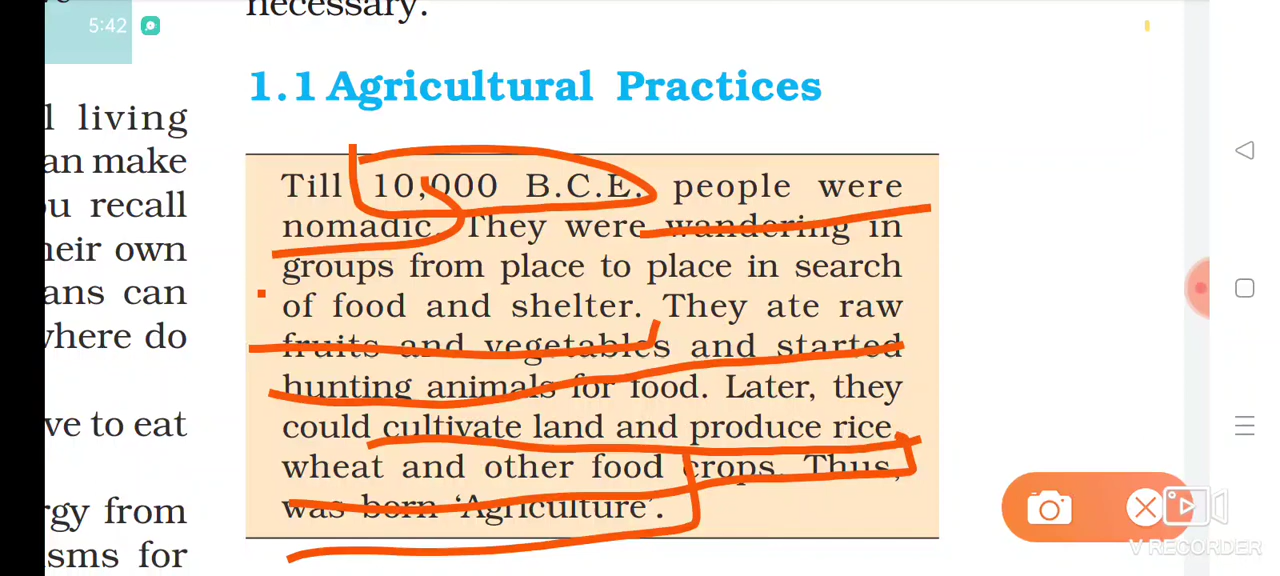 necessary.
5:42
1.1 Agricultural Practices
l living
an make
u recall
heir own
ans can
where do
ve to eat
rgy from
sms for
Till 10,000 B.C.E. people were
nomadic. They were wandering in
groups from place to place in search
of food and shelter. They ate raw
fruits and vegetables and started
hunting animals for food. Later, they
could cultivate land and produce rice,
wheat and other food crops. Thus,
was born ‘Agriculture’.
V RECORDER